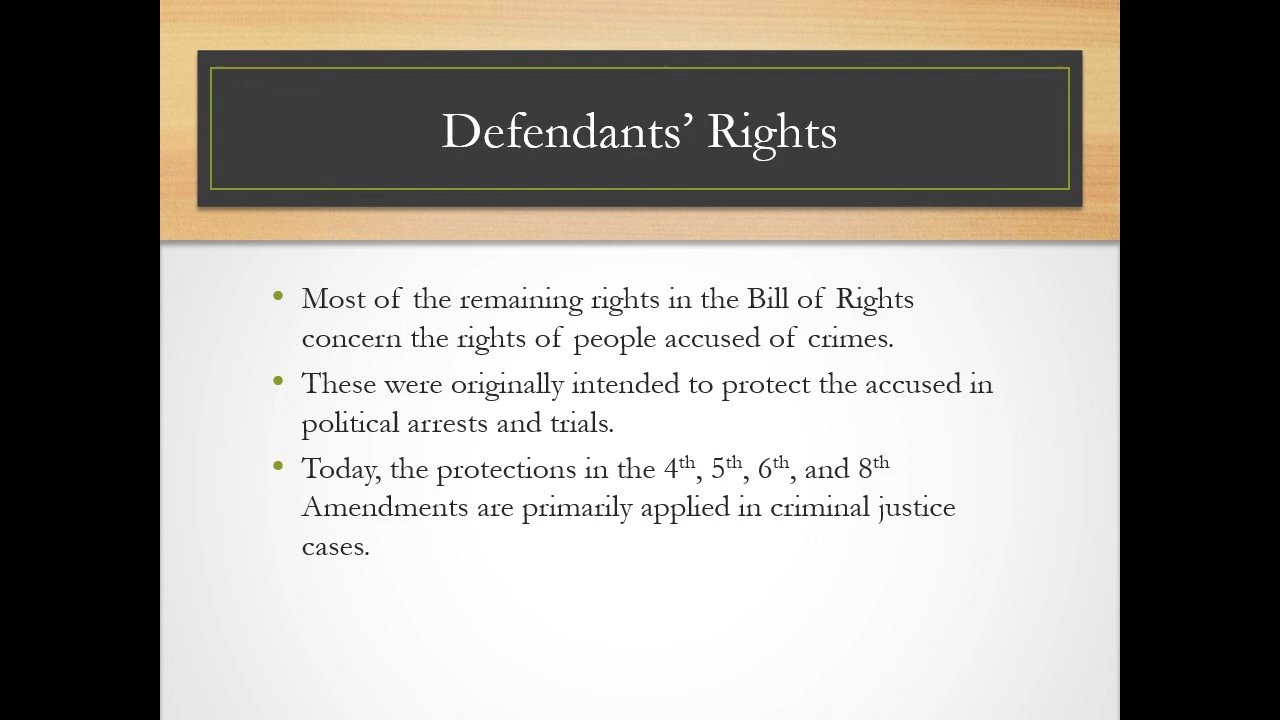 Defendants’ Rights
• Most of the remaining rights in the Bill of Rights
concern the rights of people accused of crimes.
• These were originally intended to protect the accused in
political arrests and trials.
• Today, the protections in the 4th, 5th, 6th, and 8th
Amendments are primarily applied in criminal justice
cases.